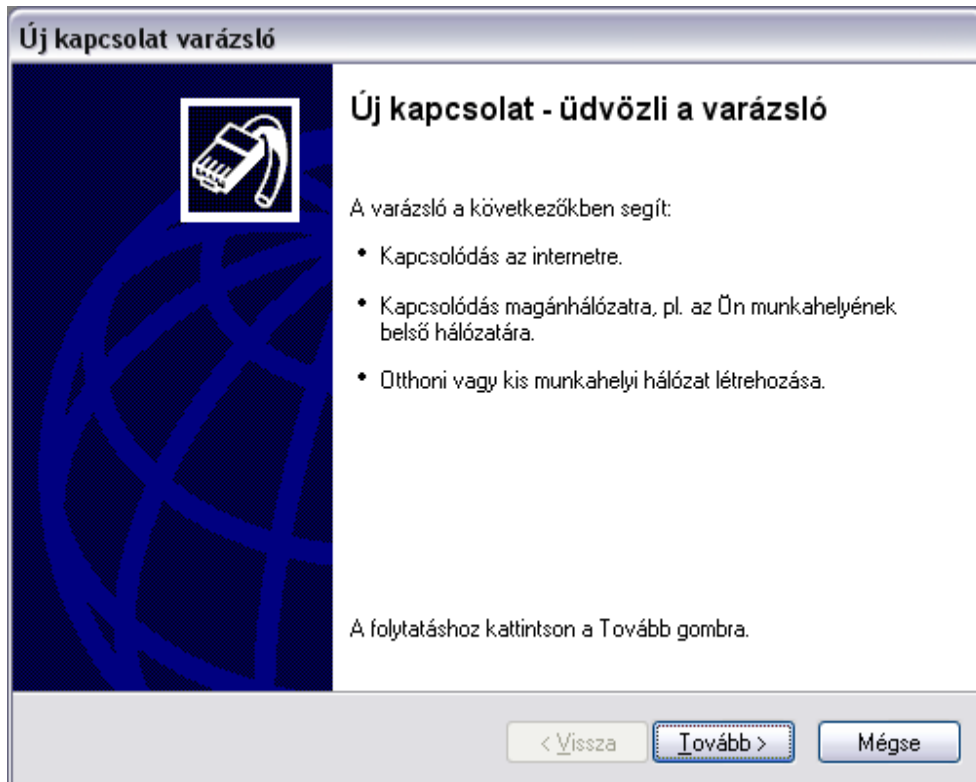 Új kapcsolat varázsló
Új kapcsolat - üdvözli a varázsló
A varázsló a következőkben segít:
• Kapcsolódás az internetre.
• Kapcsolódás magánhálózatra, pl. az Ön munkahelyének
belső hálózatára.
• Otthoni vagy kis munkahelyi hálózat létrehozása.
A folytatáshoz kattintson a Tovább gombra.
< Vissza Tovább > Mégse